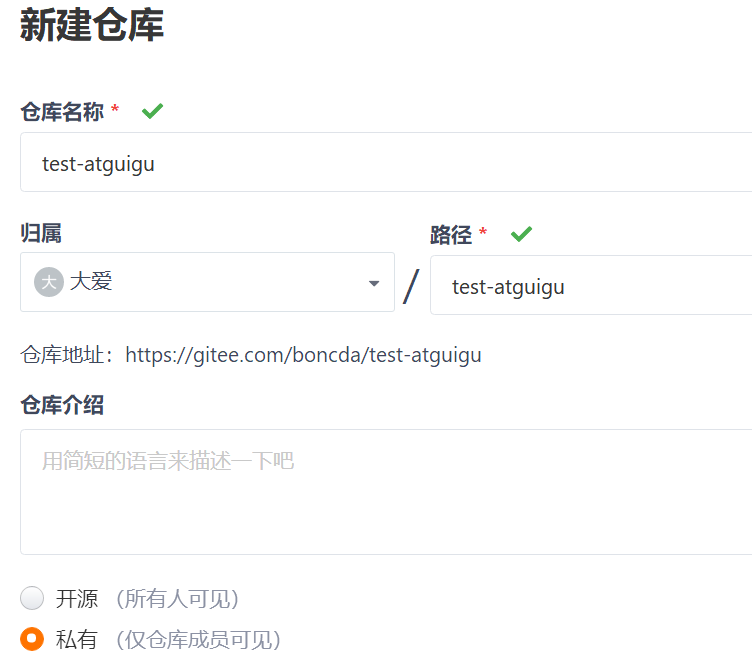 新建仓库
仓库名称 *
test-atguigu
归属
路径 *
大 大爱
/
test-atguigu
仓库地址：https://gitee.com/boncda/test-atguigu
仓库介绍
用简短的语言来描述一下吧
开源 （所有人可见）
私有 （仅仓库成员可见）